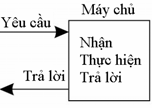 Máy chủ
Yêu cầu
Nhận
Thực hiện
Trả lời
Trả lời